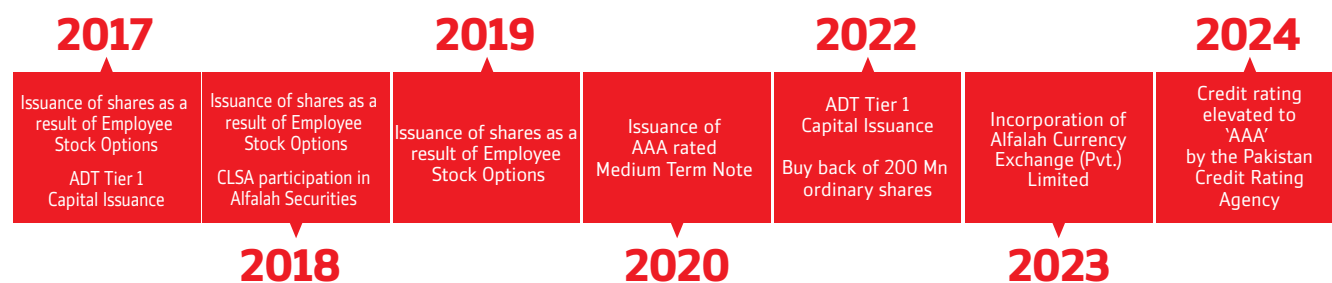 2017
Issuance of shares as a
result of Employee
Stock Options
ADT Tier 1
Capital Issuance
Issuance of shares as a
result of Employee
Stock Options
CLSA participation in
Alfalah Securities
2018
2019
Issuance of shares as a
result of Employee
Stock Options
Issuance of
AAA rated
Medium Term Note
2020
2022
ADT Tier 1
Capital Issuance
Buy back of 200 Mn
ordinary shares
Incorporation of
Alfalah Currency
Exchange (Pvt.)
Limited
2023
2024
Credit rating
elevated to
‘AAA’
by the Pakistan
Credit Rating
Agency